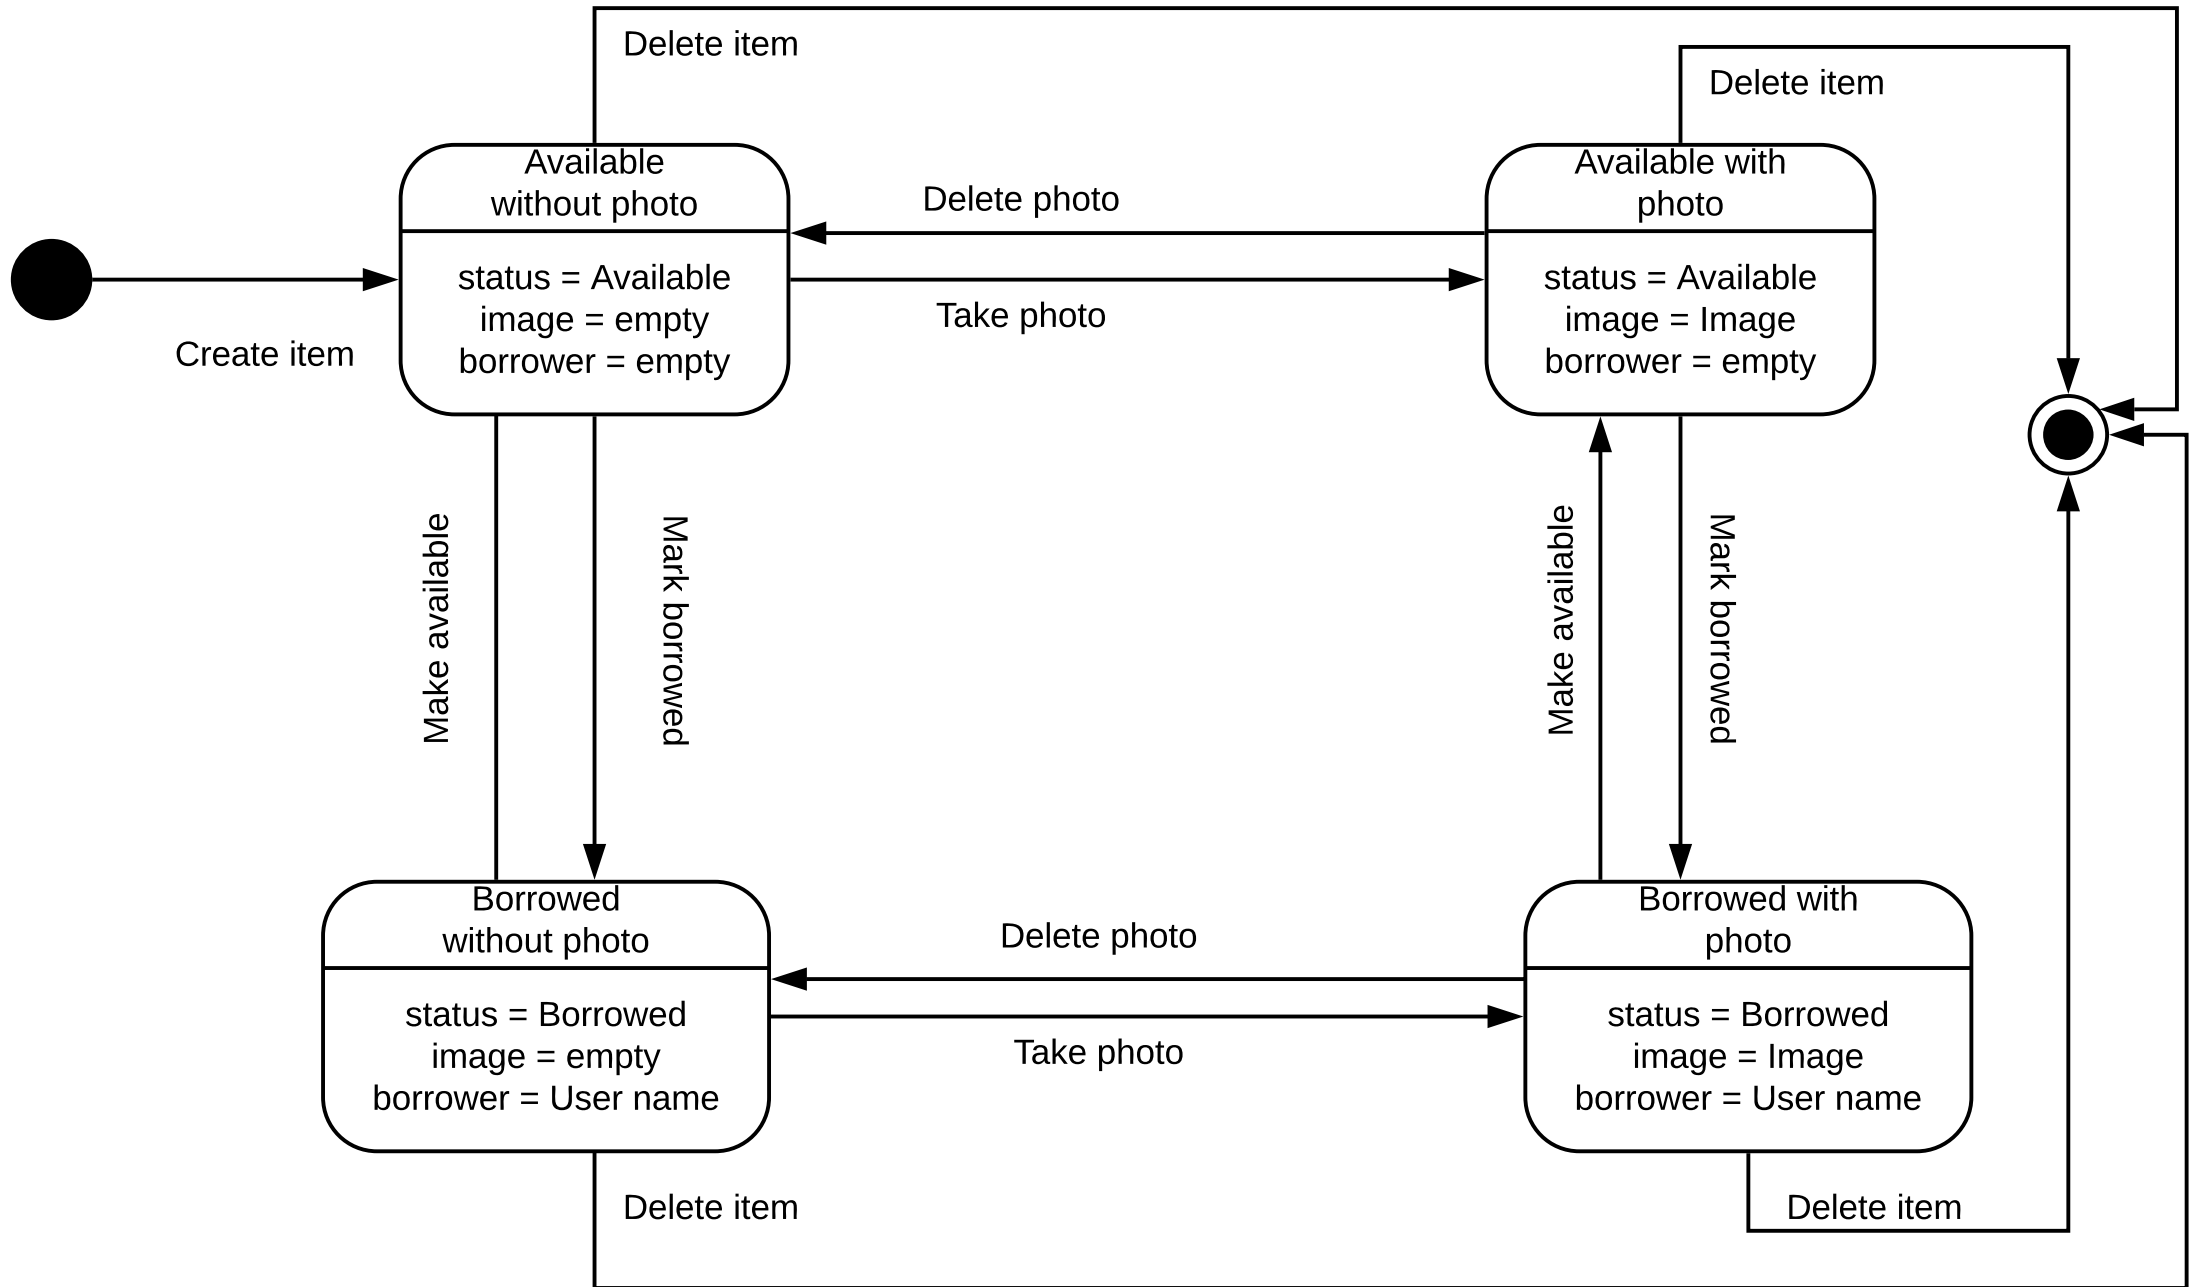 Delete item
Delete item
Available
without photo
status = Available
image = empty
borrower = empty
Delete photo
Take photo
Available with
photo
status = Available
image = Image
borrower = empty
Create item
Make available
Mark borrowed
Make available
Mark borrowed
Borrowed
without photo
status = Borrowed
image = empty
borrower = User name
Delete photo
Take photo
Borrowed with
photo
status = Borrowed
image = Image
borrower = User name
Delete item
Delete item